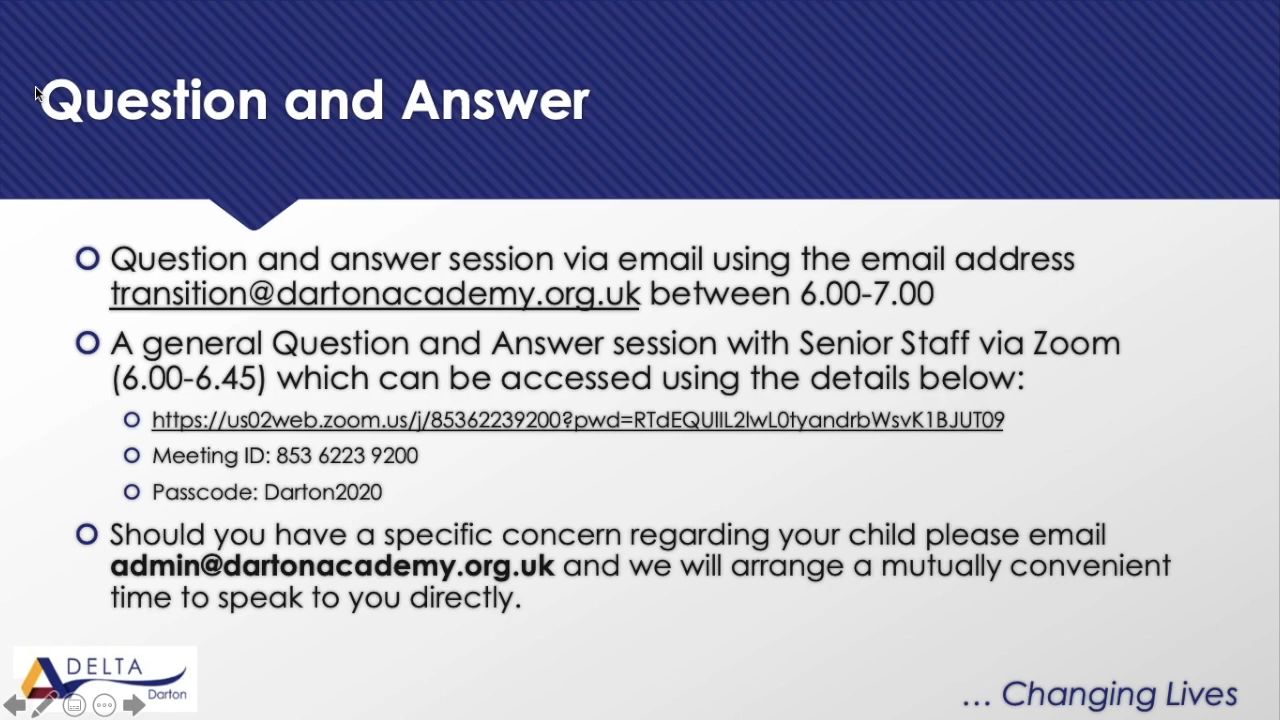 Question and Answer
Question and answer session via email using the email address
transition@dartonacademy.org.uk between 6.00-7.00
A general Question and Answer session with Senior Staff via Zoom
(6.00-6.45) which can be accessed using the details below:
https://us02web.zoom.us/j/85362239200?pwd=RTdEQUlIL2lwL0tyandrbWsvK1BJUT09
Meeting ID: 853 6223 9200
Passcode: Darton2020
Should you have a specific concern regarding your child please email
admin@dartonacademy.org.uk and we will arrange a mutually convenient
time to speak to you directly.
DELTA
Darton
... Changing Lives